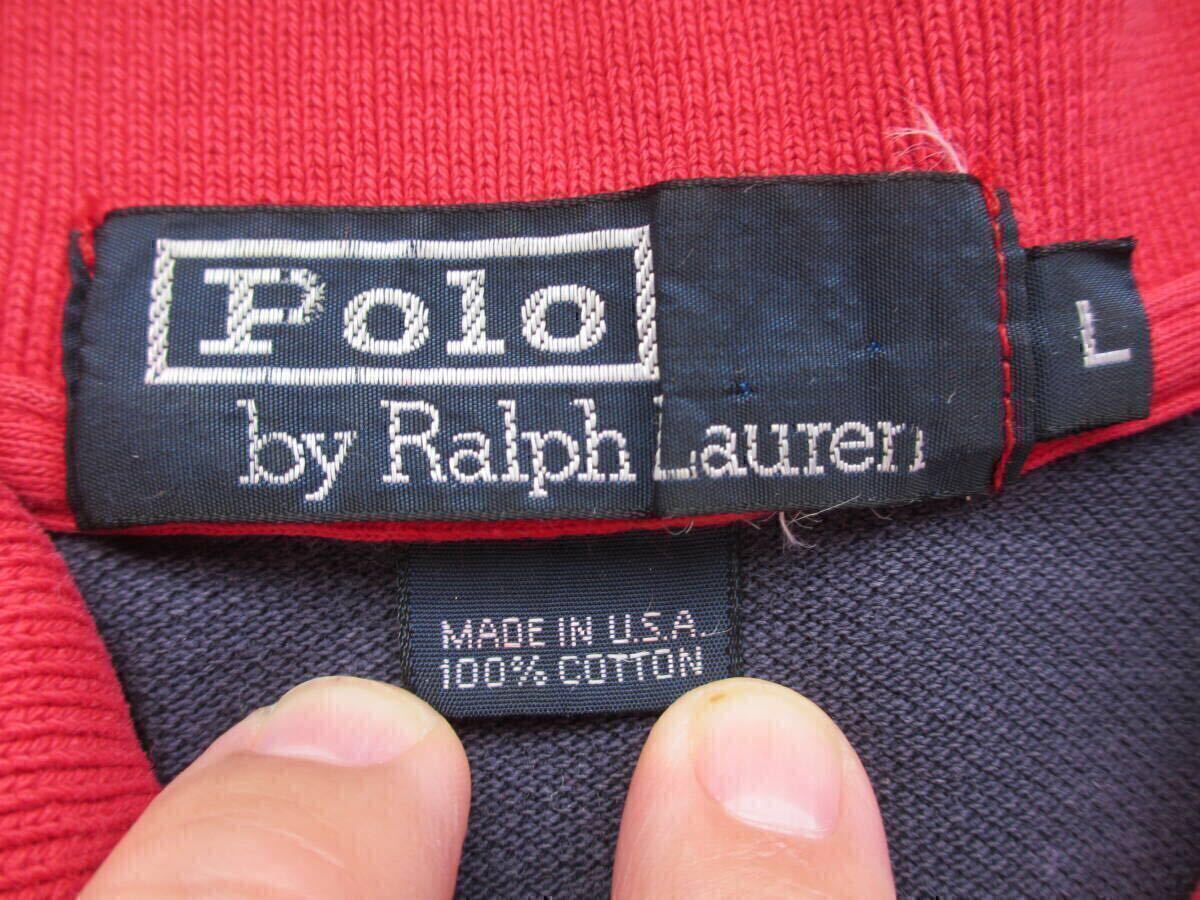 Polo
by Ralph Lauren
L
MADE IN U.S.A.
100% COTTON